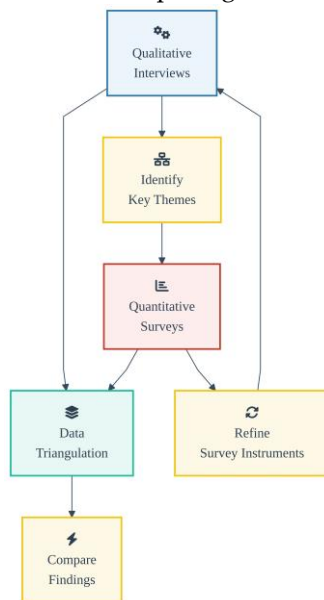 Qualitative
Interviews
Identify
Key Themes
Quantitative
Surveys
Data
Triangulation
Refine
Survey Instruments
Compare
Findings